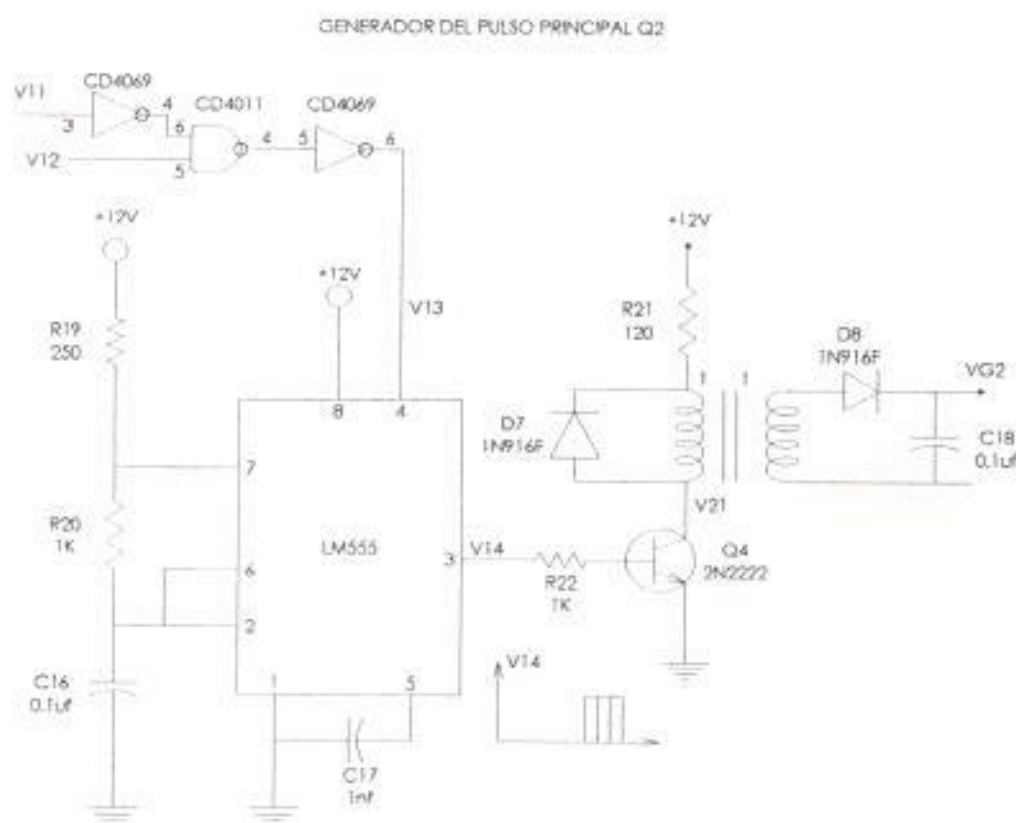 GENERADOR DEL PULSO PRINCIPAL Q2
CD4069
V11
3
4
CD4011
CD4069
6
4
5
6
V12
5
+12V
+12V
+12V
V13
R19
250
R21
120
D8
1N916F
VG2
1
1
8
4
D7
1N916F
C18
0.1uf
7
V21
R20
1K
LM555
3
V14
Q4
2N2222
6
R22
1K
2
C16
0.1uf
1
5
V14
C17
1nf